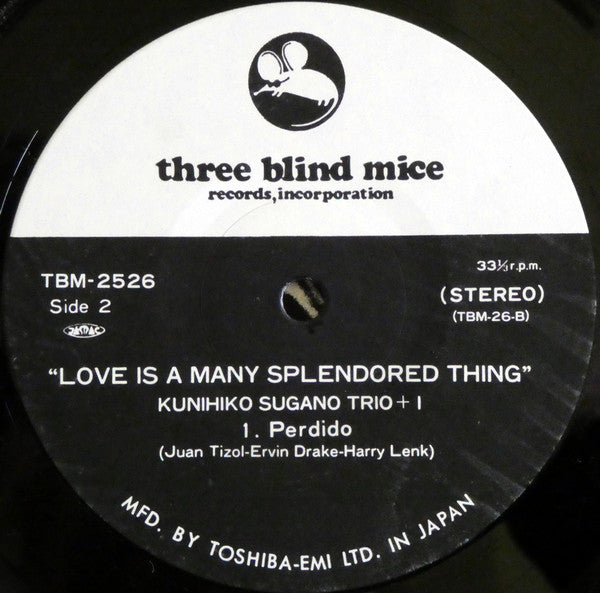 three blind mice
records, incorporation
TBM-2526
33⅓ r.p.m.
Side 2
(STEREO)
(TBM-26-B)
JASRAC
"LOVE IS A MANY SPLENDORED THING"
KUNIHIKO SUGANO TRIO + I
1. Perdido
(Juan Tizol-Ervin Drake-Harry Lenk)
MFD. BY TOSHIBA-EMI LTD. IN JAPAN